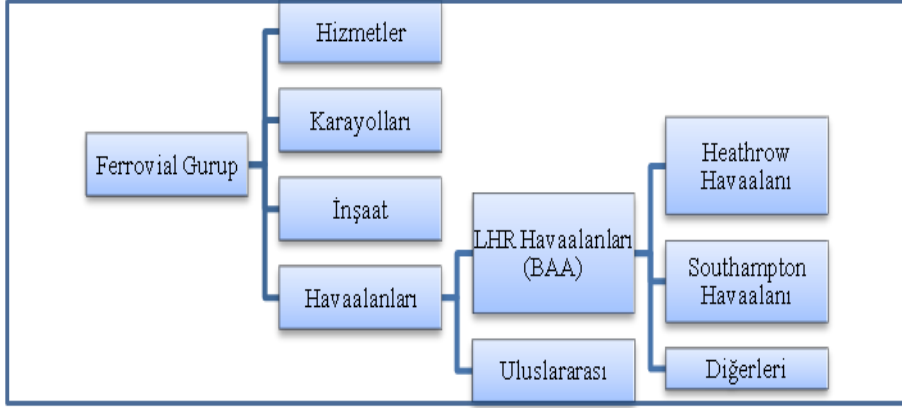 Ferrovial Gurup
Hizmetler
Karayolları
İnşaat
Havaalanları
LHR Havaalanları
(BAA)
Uluslararası
Heathrow
Havaalanı
Southampton
Havaalanı
Diğerleri